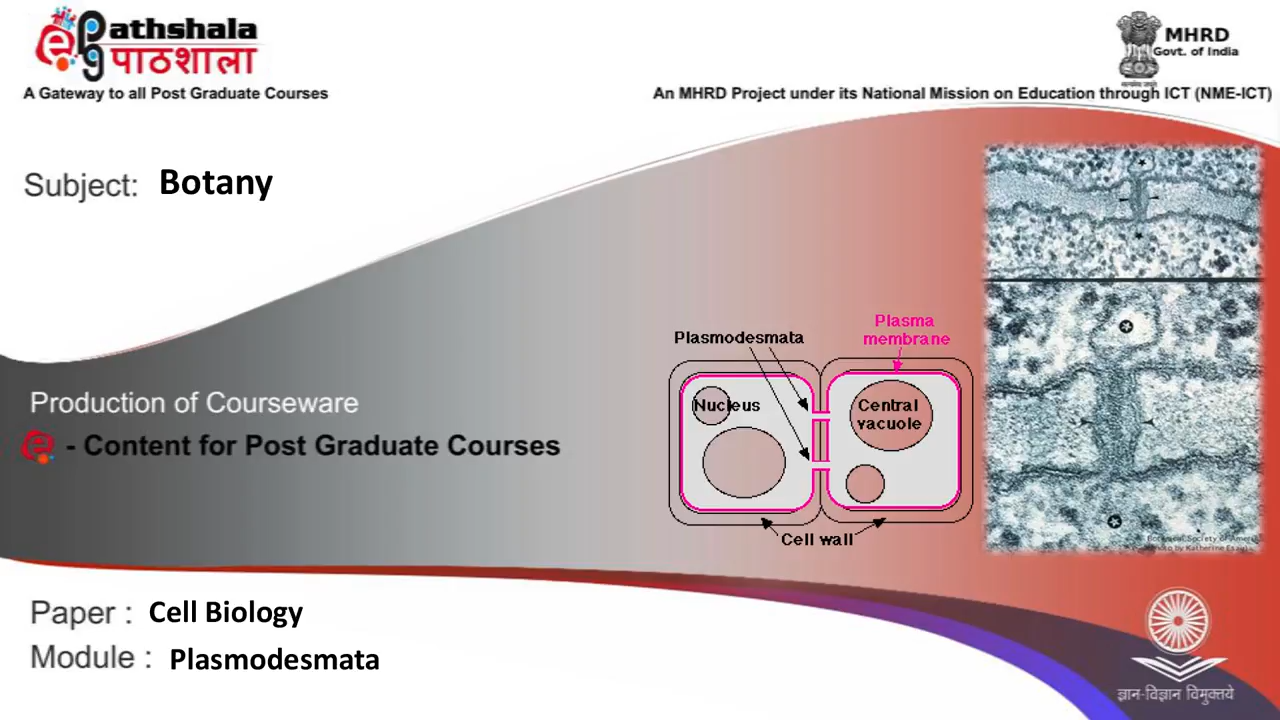 Pathshala
पाठशाला
A Gateway to all Post Graduate Courses
MHRD
Govt. of India
An MHRD Project under its National Mission on Education through ICT (NME-ICT)
Subject: Botany
Production of Courseware
e - Content for Post Graduate Courses
Plasmodesmata
Plasma
membrane
Nucleus
Central
vacuole
Cell wall
Paper : Cell Biology
Module : Plasmodesmata
ज्ञान-विज्ञान विमुक्तये